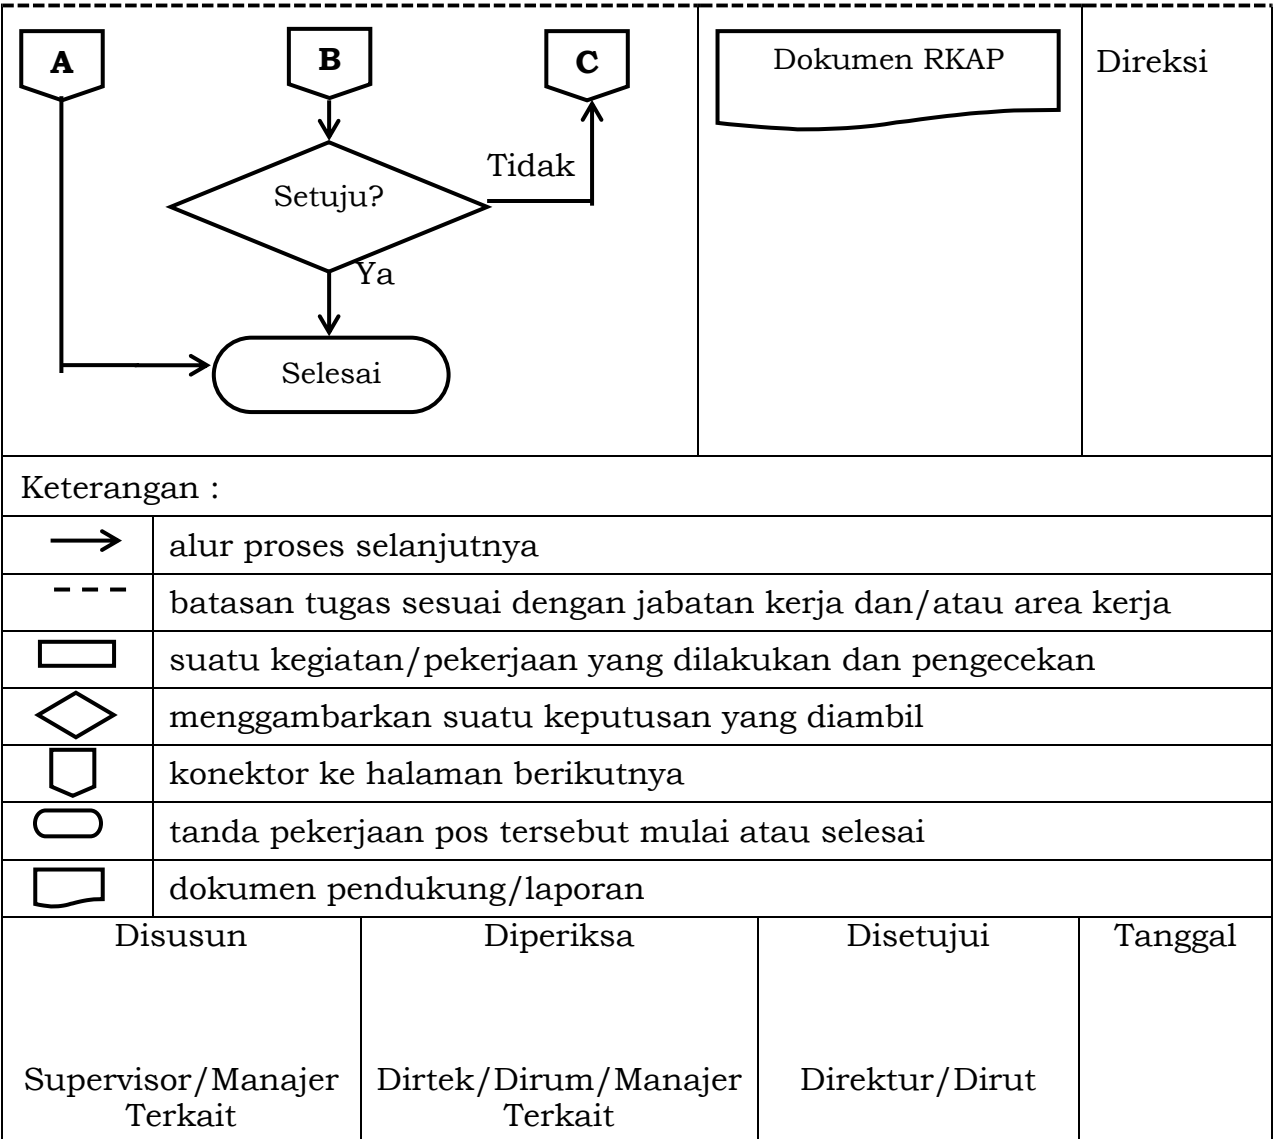 A
B
C
Dokumen RKAP
Direksi
Tidak
Setuju?
Ya
Selesai
Keterangan :
alur proses selanjutnya
batasan tugas sesuai dengan jabatan kerja dan/atau area kerja
suatu kegiatan/pekerjaan yang dilakukan dan pengecekan
menggambarkan suatu keputusan yang diambil
konektor ke halaman berikutnya
tanda pekerjaan pos tersebut mulai atau selesai
dokumen pendukung/laporan
Disusun
Diperiksa
Disetujui
Tanggal
Supervisor/Manajer
Terkait
Dirtek/Dirum/Manajer
Terkait
Direktur/Dirut